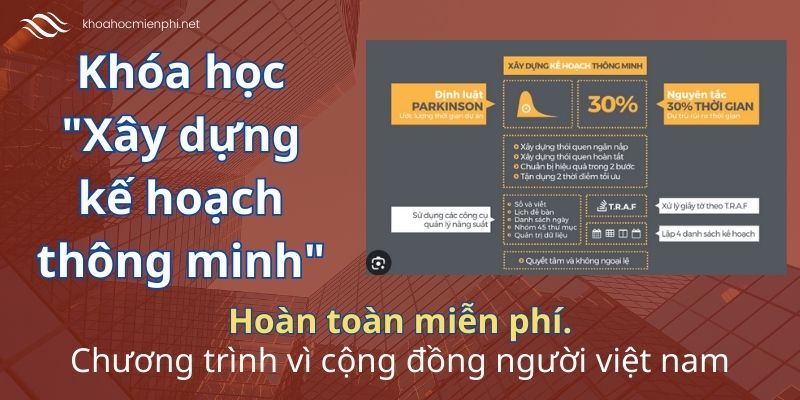 khoahocmienphi.net
Khóa học
"Xây dựng
kế hoạch
thông minh"
XÂY DỰNG KẾ HOẠCH THÔNG MINH
Định luật
PARKINSON
Ước lượng thời gian dự án
30%
Nguyên tắc
30% THỜI GIAN
Dự trù rủi ro thời gian
Xây dựng thói quen ngăn nắp
Xây dựng thói quen hoàn tất
Chuẩn bị hiệu quả trong 2 bước
Tận dụng 2 thời điểm tối ưu
Sử dụng các công cụ
quản lý năng suất
Sổ và viết
Lịch để bàn
Danh sách ngày
Nhóm 45 thư mục
Quản trị dữ liệu
T.R.A.F
Xử lý giấy tờ theo T.R.A.F
Lập 4 danh sách kế hoạch
Quyết tâm và không ngoại lệ
Hoàn toàn miễn phí.
Chương trình vì cộng đồng người việt nam